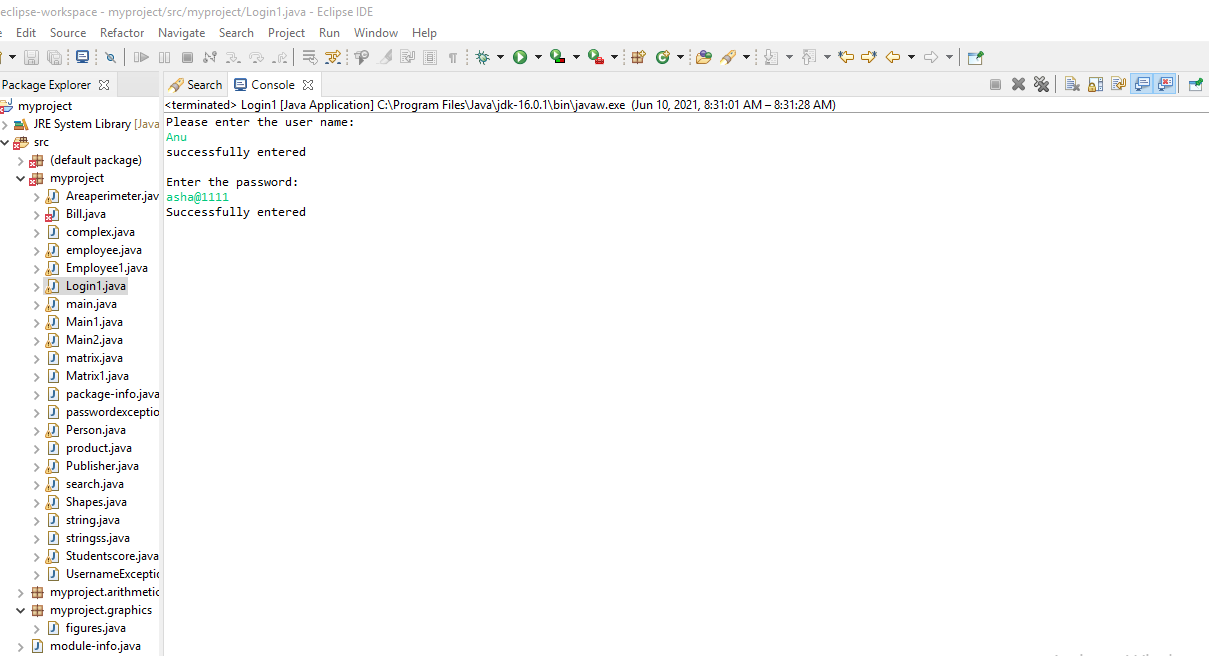 eclipse-workspace - myproject/src/myproject/Login1.java - Eclipse IDE
Edit Source Refactor Navigate Search Project Run Window Help
Package Explorer
myproject
JRE System Library [Java
src
(default package)
myproject
Areaperimeter.jav
Bill.java
complex.java
employee.java
Employee1.java
Login1.java
main.java
Main1.java
Main2.java
matrix.java
Matrix1.java
package-info.java
passwordexceptio
Person.java
product.java
Publisher.java
search.java
Shapes.java
string.java
stringss.java
Studentscore.java
UsernameExceptic
myproject.arithmetic
myproject.graphics
figures.java
module-info.java
Search Console
<terminated> Login1 [Java Application] C:\Program Files\Java\jdk-16.0.1\bin\javaw.exe (Jun 10, 2021, 8:31:01 AM – 8:31:28 AM)
Please enter the user name:
Anu
successfully entered
Enter the password:
asha@1111
Successfully entered